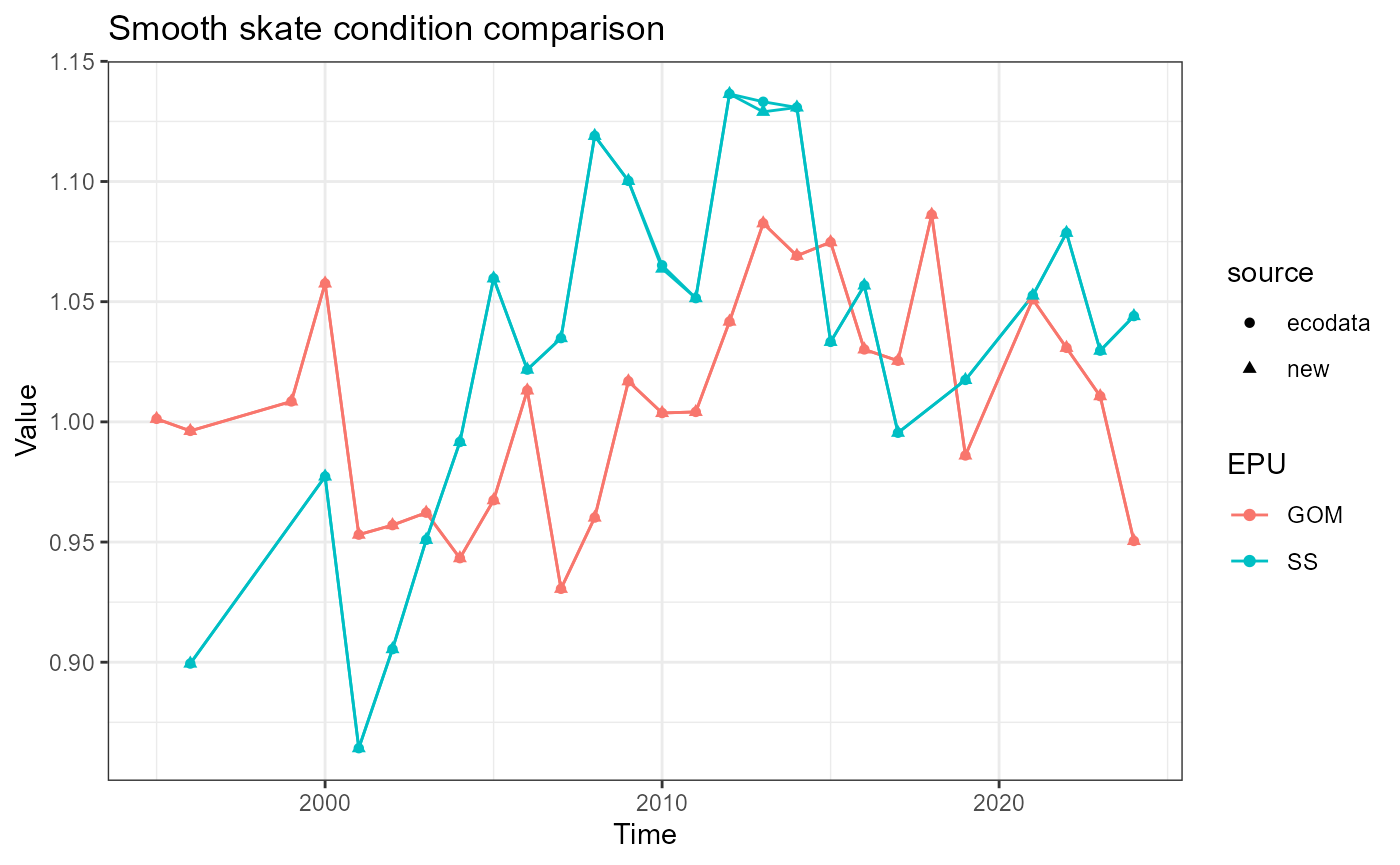 Smooth skate condition comparison
1.15
1.10
1.05
1.00
0.95
0.90
Value
2000
2010
2020
Time
source
ecodata
new
EPU
GOM
SS